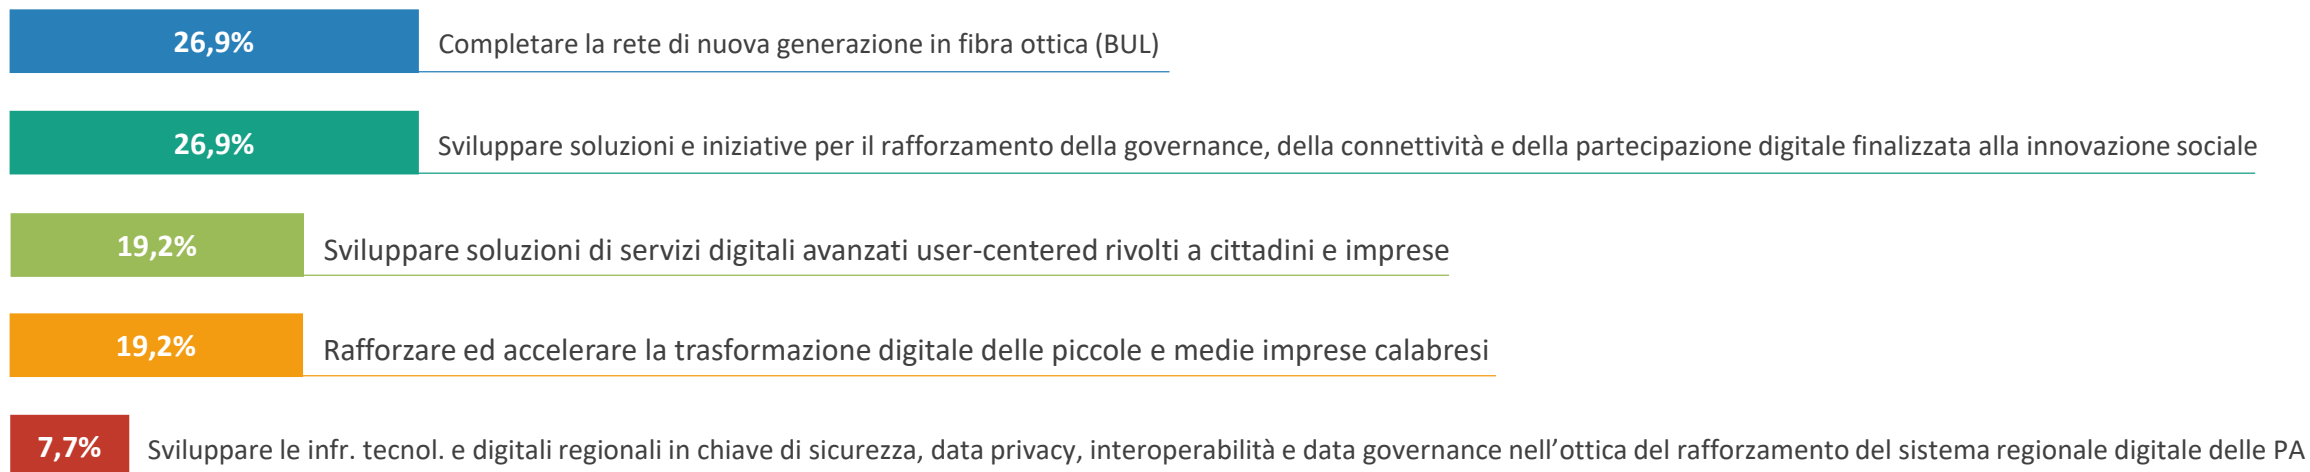 26,9% Completare la rete di nuova generazione in fibra ottica (BUL)
26,9% Sviluppare soluzioni e iniziative per il rafforzamento della governance, della connettività e della partecipazione digitale finalizzata alla innovazione sociale
19,2% Sviluppare soluzioni di servizi digitali avanzati user-centered rivolti a cittadini e imprese
19,2% Rafforzare ed accelerare la trasformazione digitale delle piccole e medie imprese calabresi
7,7% Sviluppare le infr. tecnol. e digitali regionali in chiave di sicurezza, data privacy, interoperabilità e data governance nell’ottica del rafforzamento del sistema regionale digitale delle PA